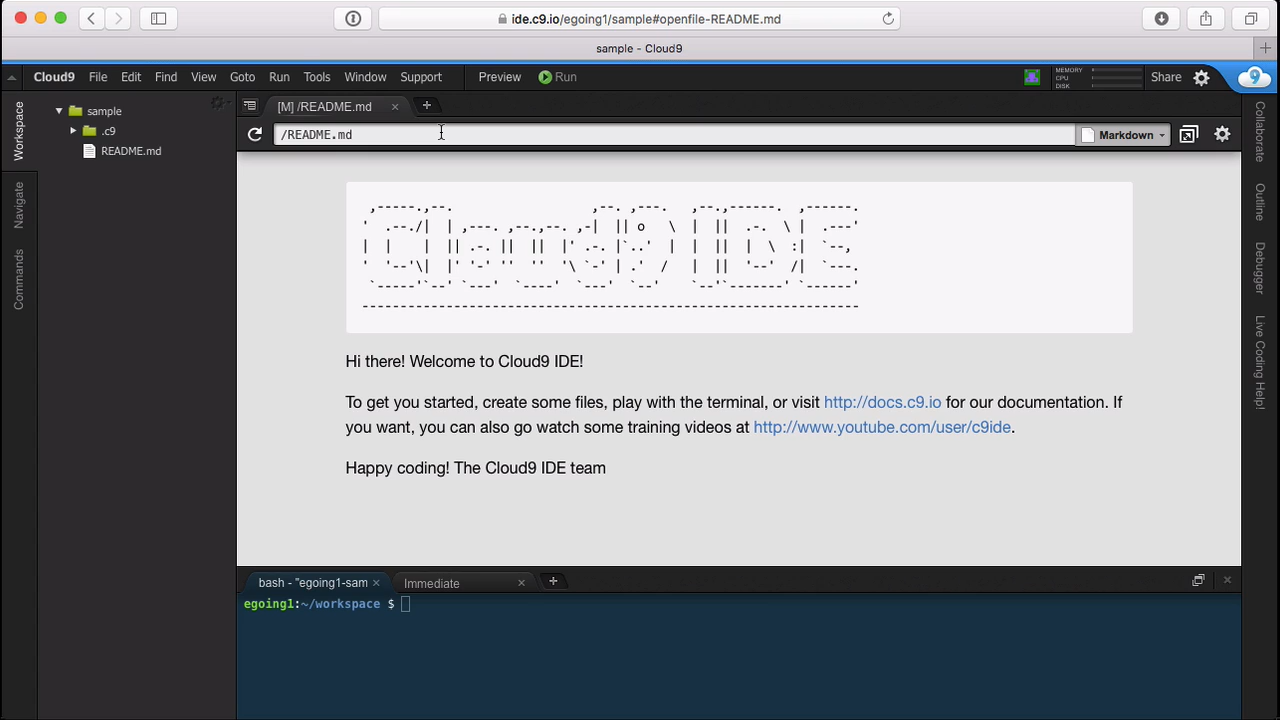 ide.c9.io/egoing1/sample#openfile-README.md
sample - Cloud9
Cloud9 File Edit Find View Goto Run Tools Window Support Preview Run MEMORY CPU DISK Share
Workspace
Navigate
Commands
sample
.c9
README.md
[M] /README.md
/README.md
Markdown
Cloud9 IDE
Hi there! Welcome to Cloud9 IDE!
To get you started, create some files, play with the terminal, or visit http://docs.c9.io for our documentation. If
you want, you can also go watch some training videos at http://www.youtube.com/user/c9ide.
Happy coding! The Cloud9 IDE team
Collaborate
Outline
Debugger
Live Coding Help!
bash - "egoing1-sam
Immediate
egoing1:~/workspace $